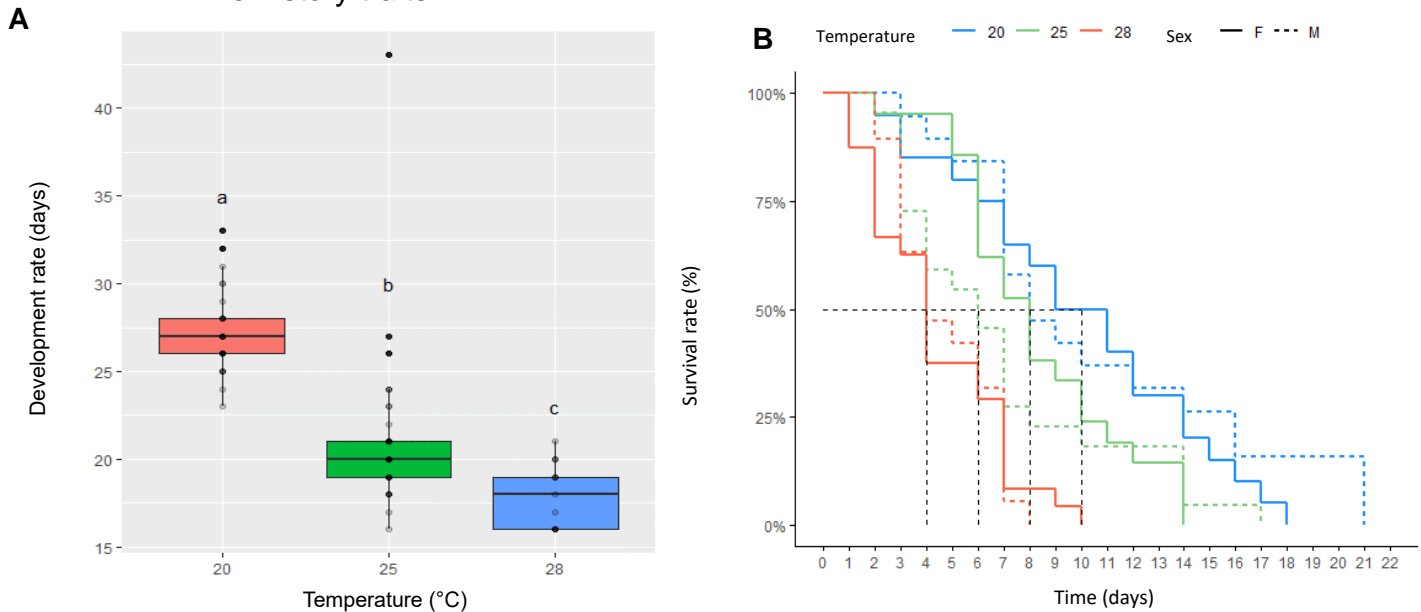 A
a
b
c
40
35
30
25
20
15
20 25 28
Development rate (days)
Temperature (°C)
B
Temperature 20 25 28 Sex F M
100%
75%
50%
25%
0%
0 1 2 3 4 5 6 7 8 9 10 11 12 13 14 15 16 17 18 19 20 21 22
Survival rate (%)
Time (days)